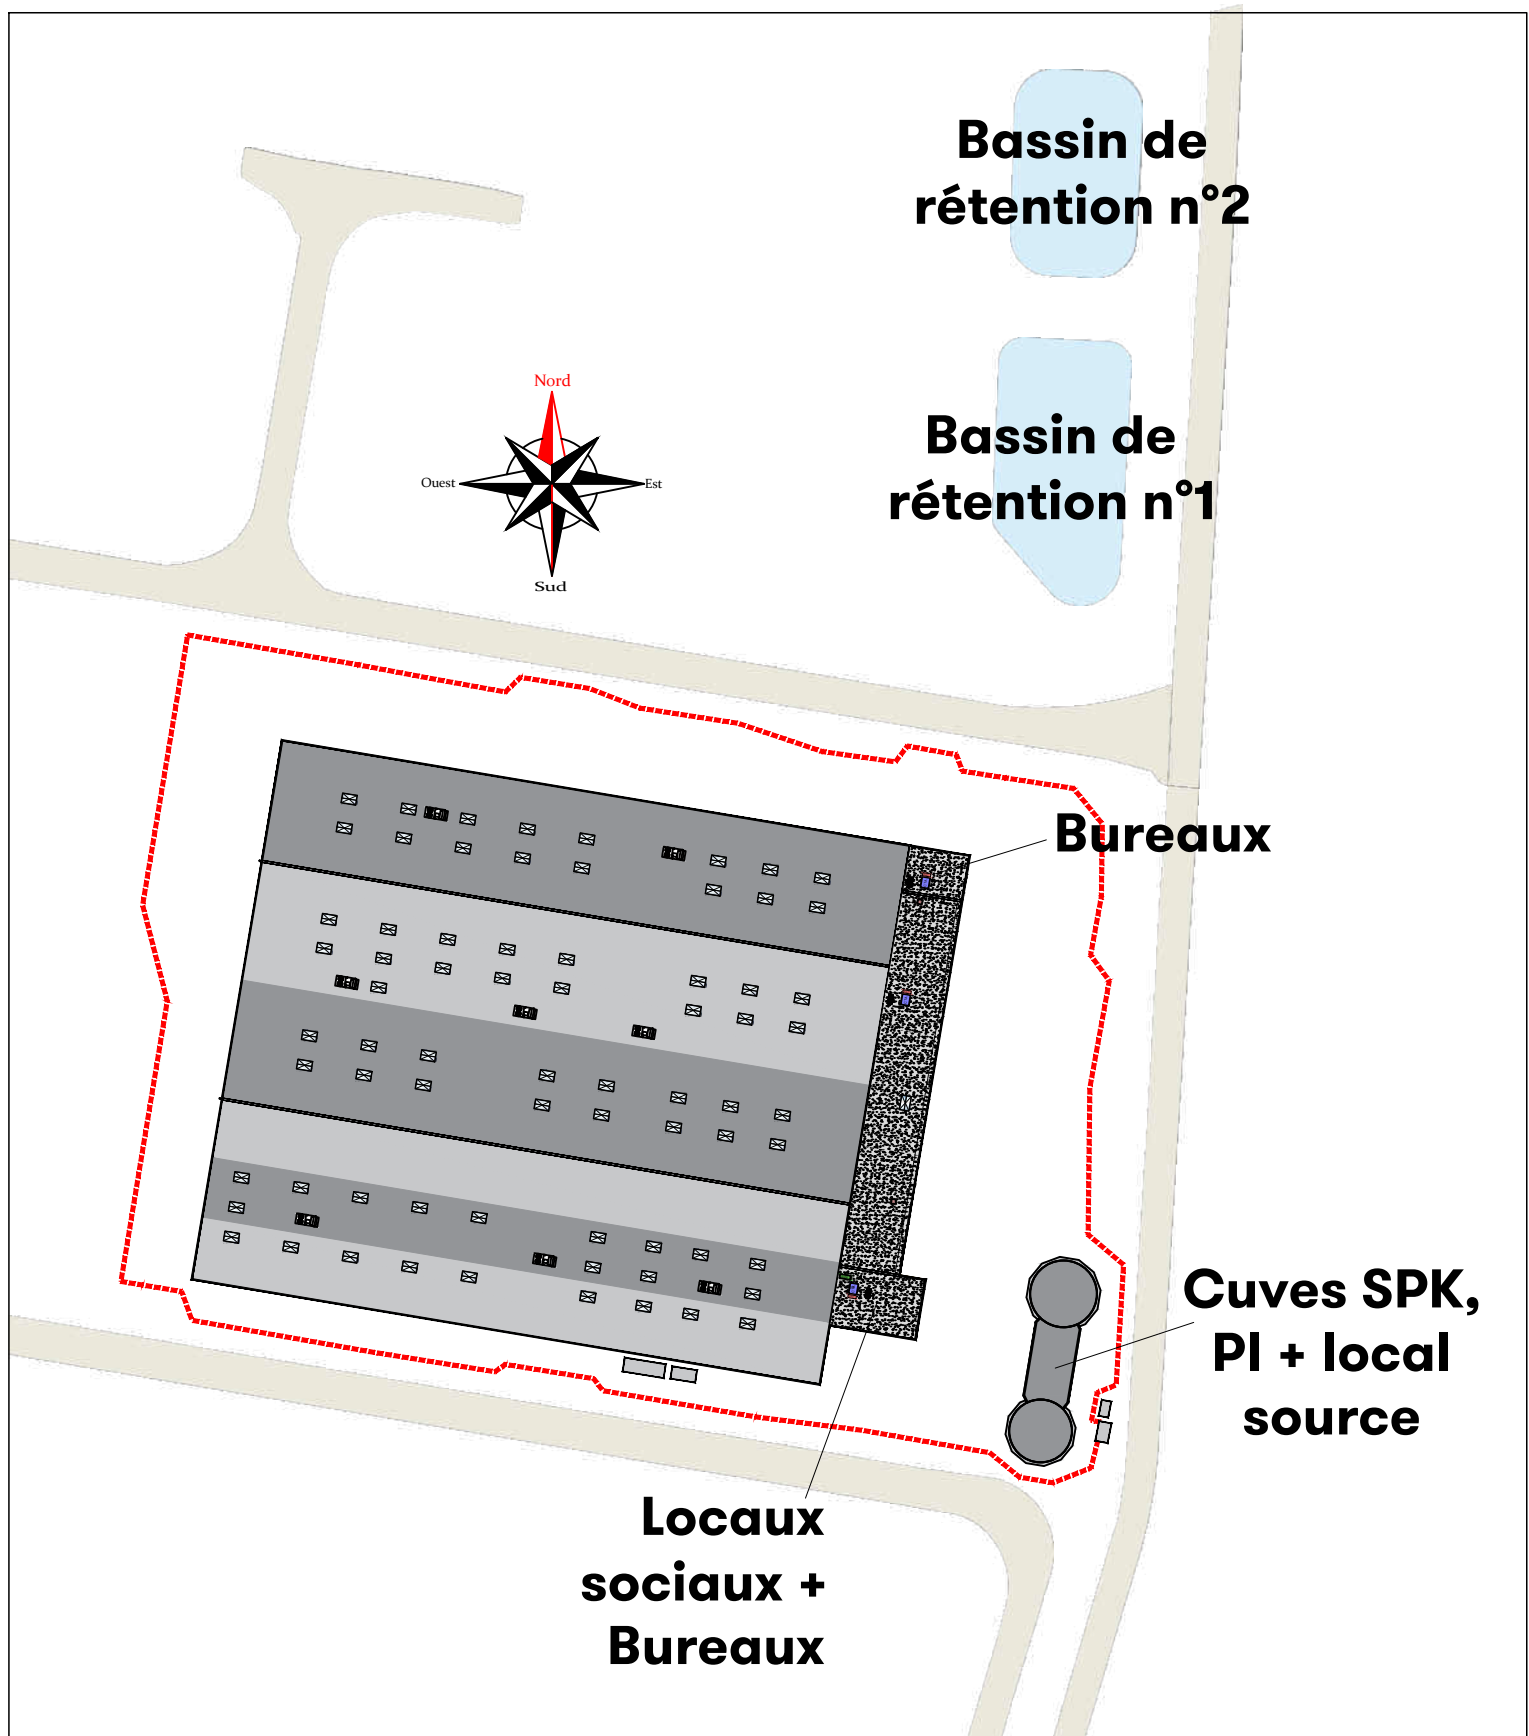 Bassin de
rétention n°2
Nord
Bassin de
rétention n°1
Ouest
Est
Sud
Bureaux
Cuves SPK,
PI + local
source
Locaux
sociaux +
Bureaux